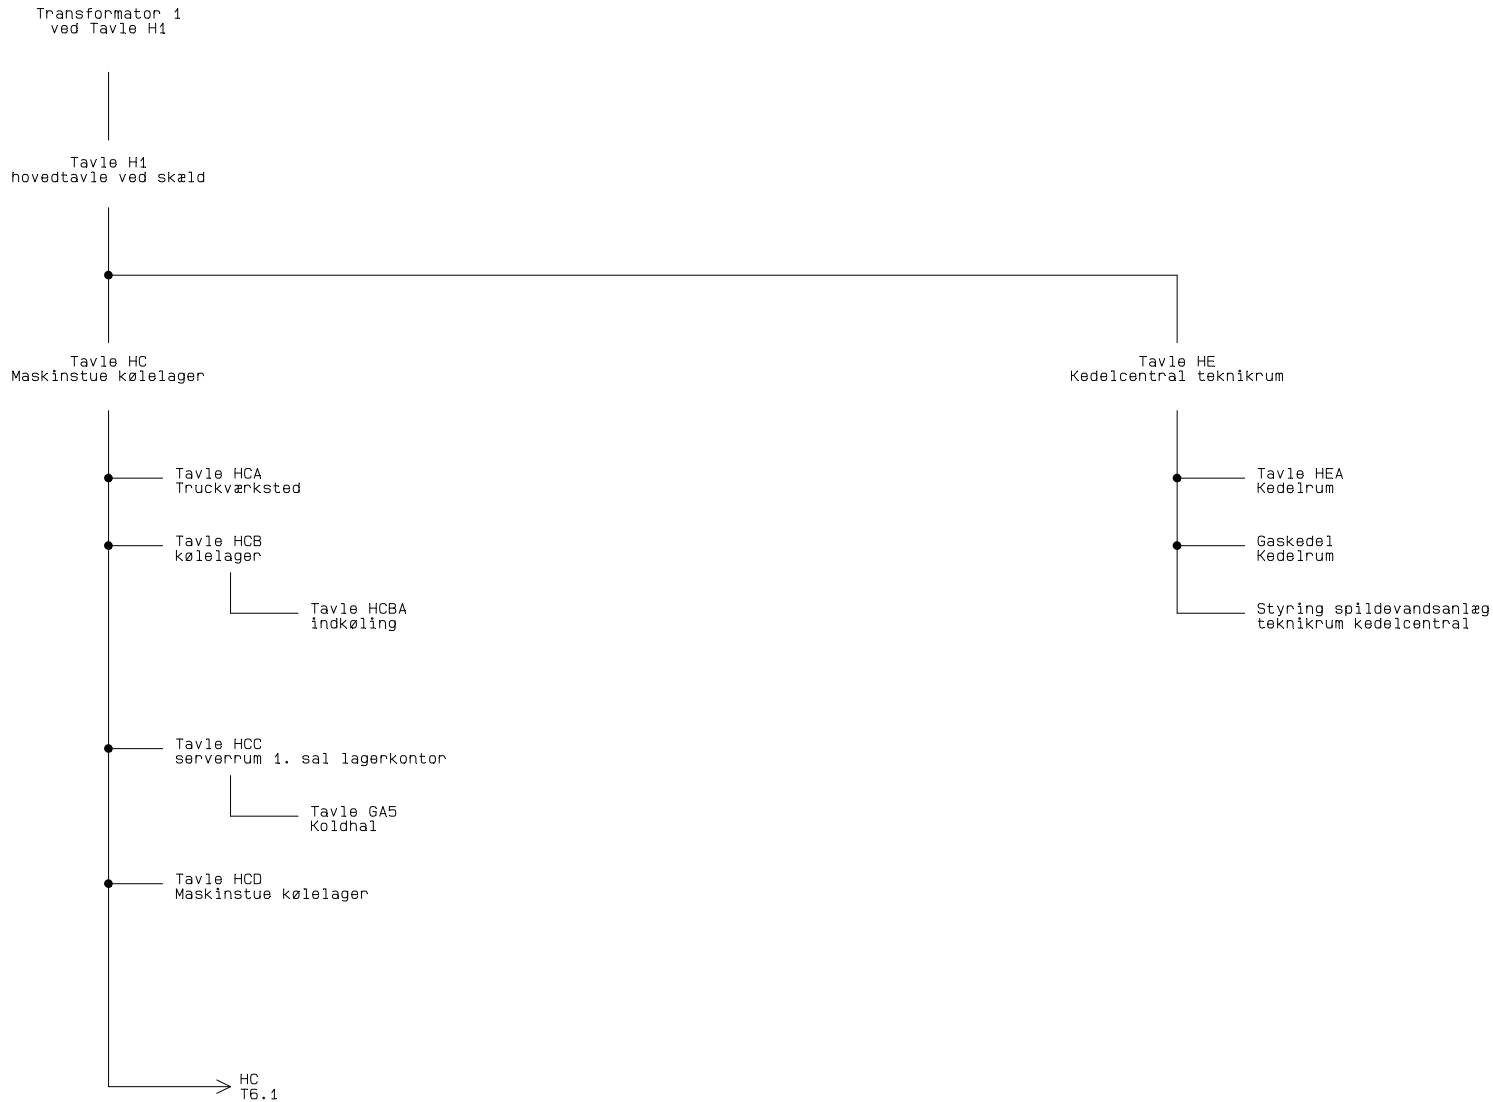 Transformator 1
ved Tavle H1
Tavle H1
hovedtavle ved skæld
Tavle HC
Maskinstue kølelager
Tavle HE
Kedelcentral teknikrum
Tavle HCA
Truckværksted
Tavle HEA
Kedelrum
Tavle HCB
kølelager
Gaskedel
Kedelrum
Tavle HCBA
indkøling
Styring spildevandsanlæg
teknikrum kedelcentral
Tavle HCC
serverrum 1. sal lagerkontor
Tavle GA5
Koldhal
Tavle HCD
Maskinstue kølelager
HC
T6.1